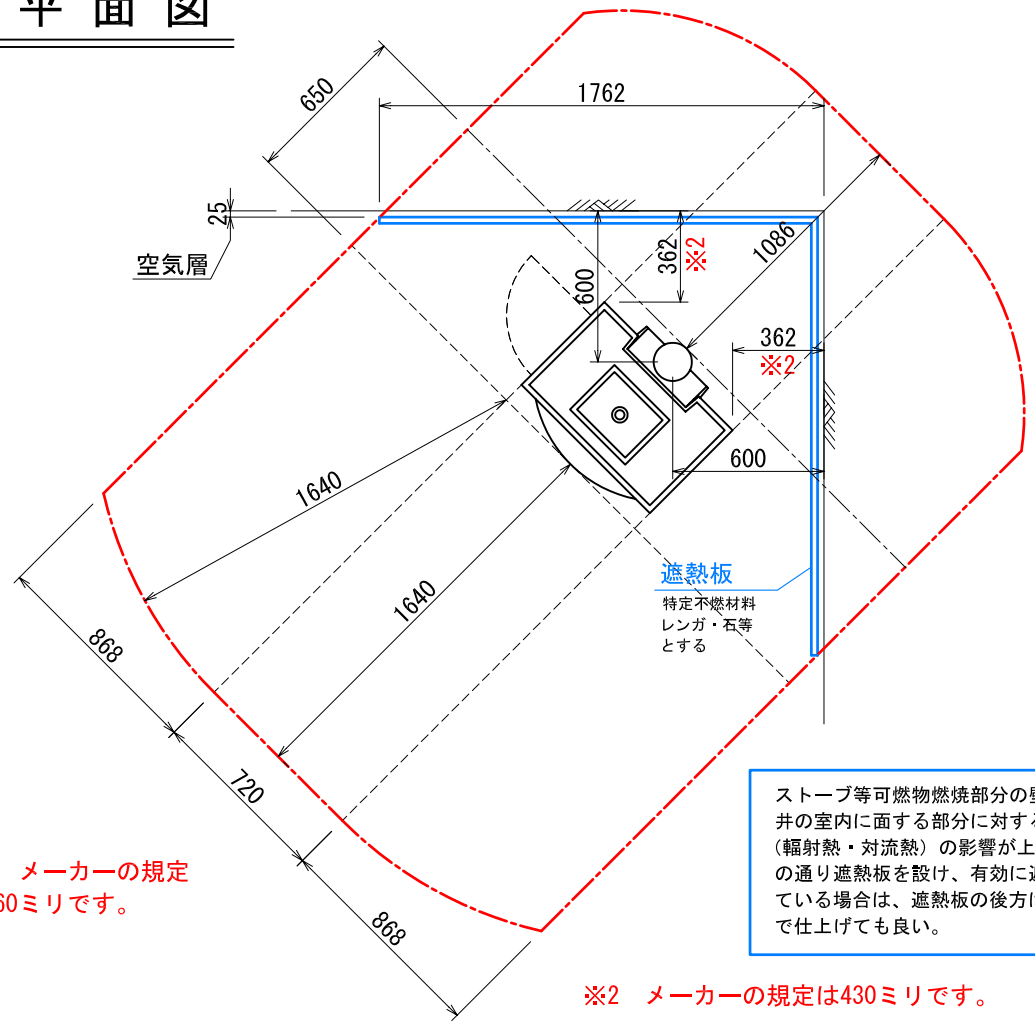 平面図
650
1762
25
空気層
362
※2
600
1086
362
※2
600
1640
1640
遮熱板
特定不燃材料
レンガ・石等
とする
868
720
868
ストーブ等可燃物燃焼部分の
井の室内に面する部分に対する
(輻射熱・対流熱)の影響が上
の通り遮熱板を設け、有効に
ている場合は、遮熱板の後方
で仕上げても良い。
メーカーの規定
60ミリです。
※2 メーカーの規定は430ミリです。